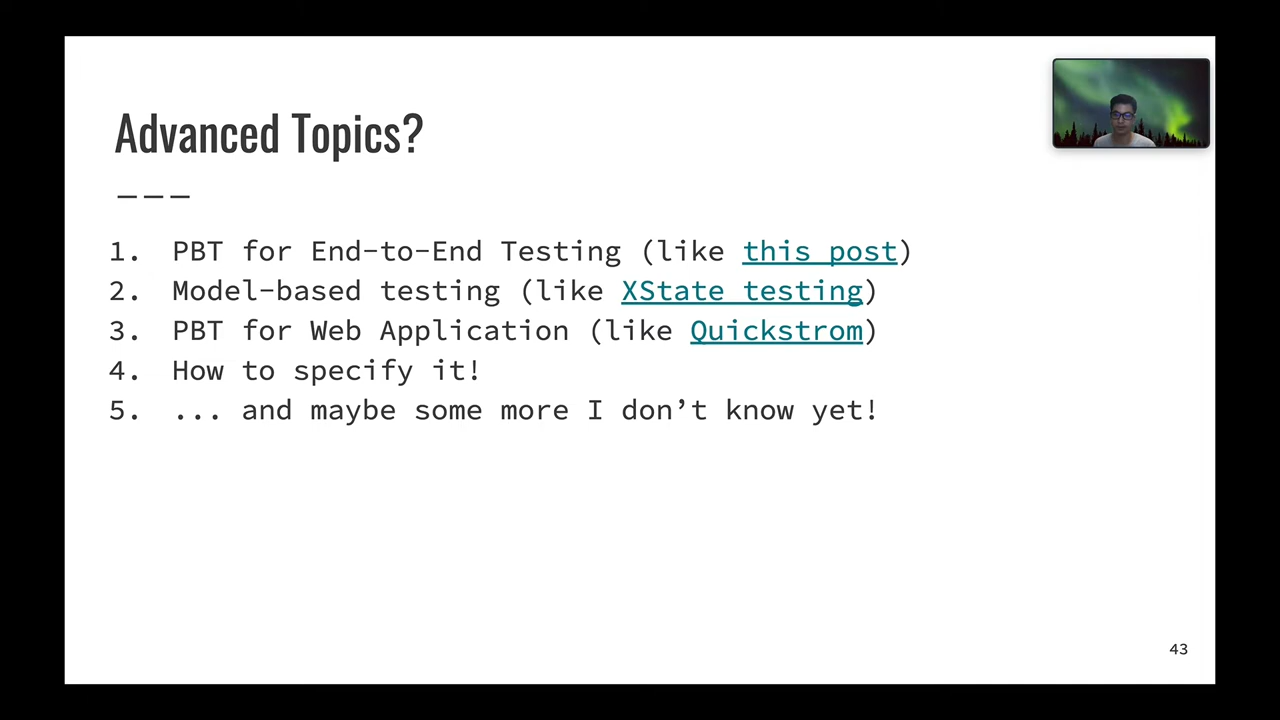 Advanced Topics?
———
1. PBT for End-to-End Testing (like this post)
2. Model-based testing (like XState testing)
3. PBT for Web Application (like Quickstrom)
4. How to specify it!
5. ... and maybe some more I don’t know yet!
43